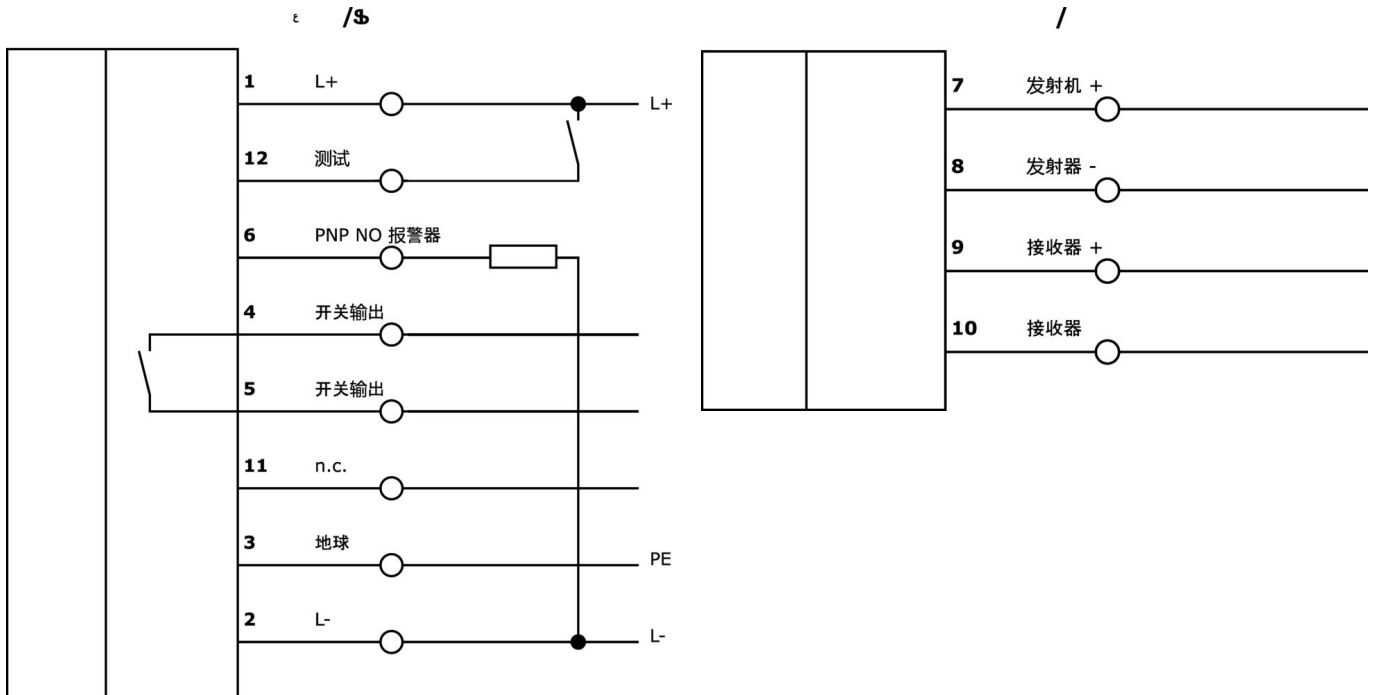 /
1 L+
L+
12 测试
6 PNP NO 报警器
4 开关输出
5 开关输出
11 n.c.
3 地球
PE
2 L-
L-
/
7 发射机 +
8 发射器 -
9 接收器 +
10 接收器